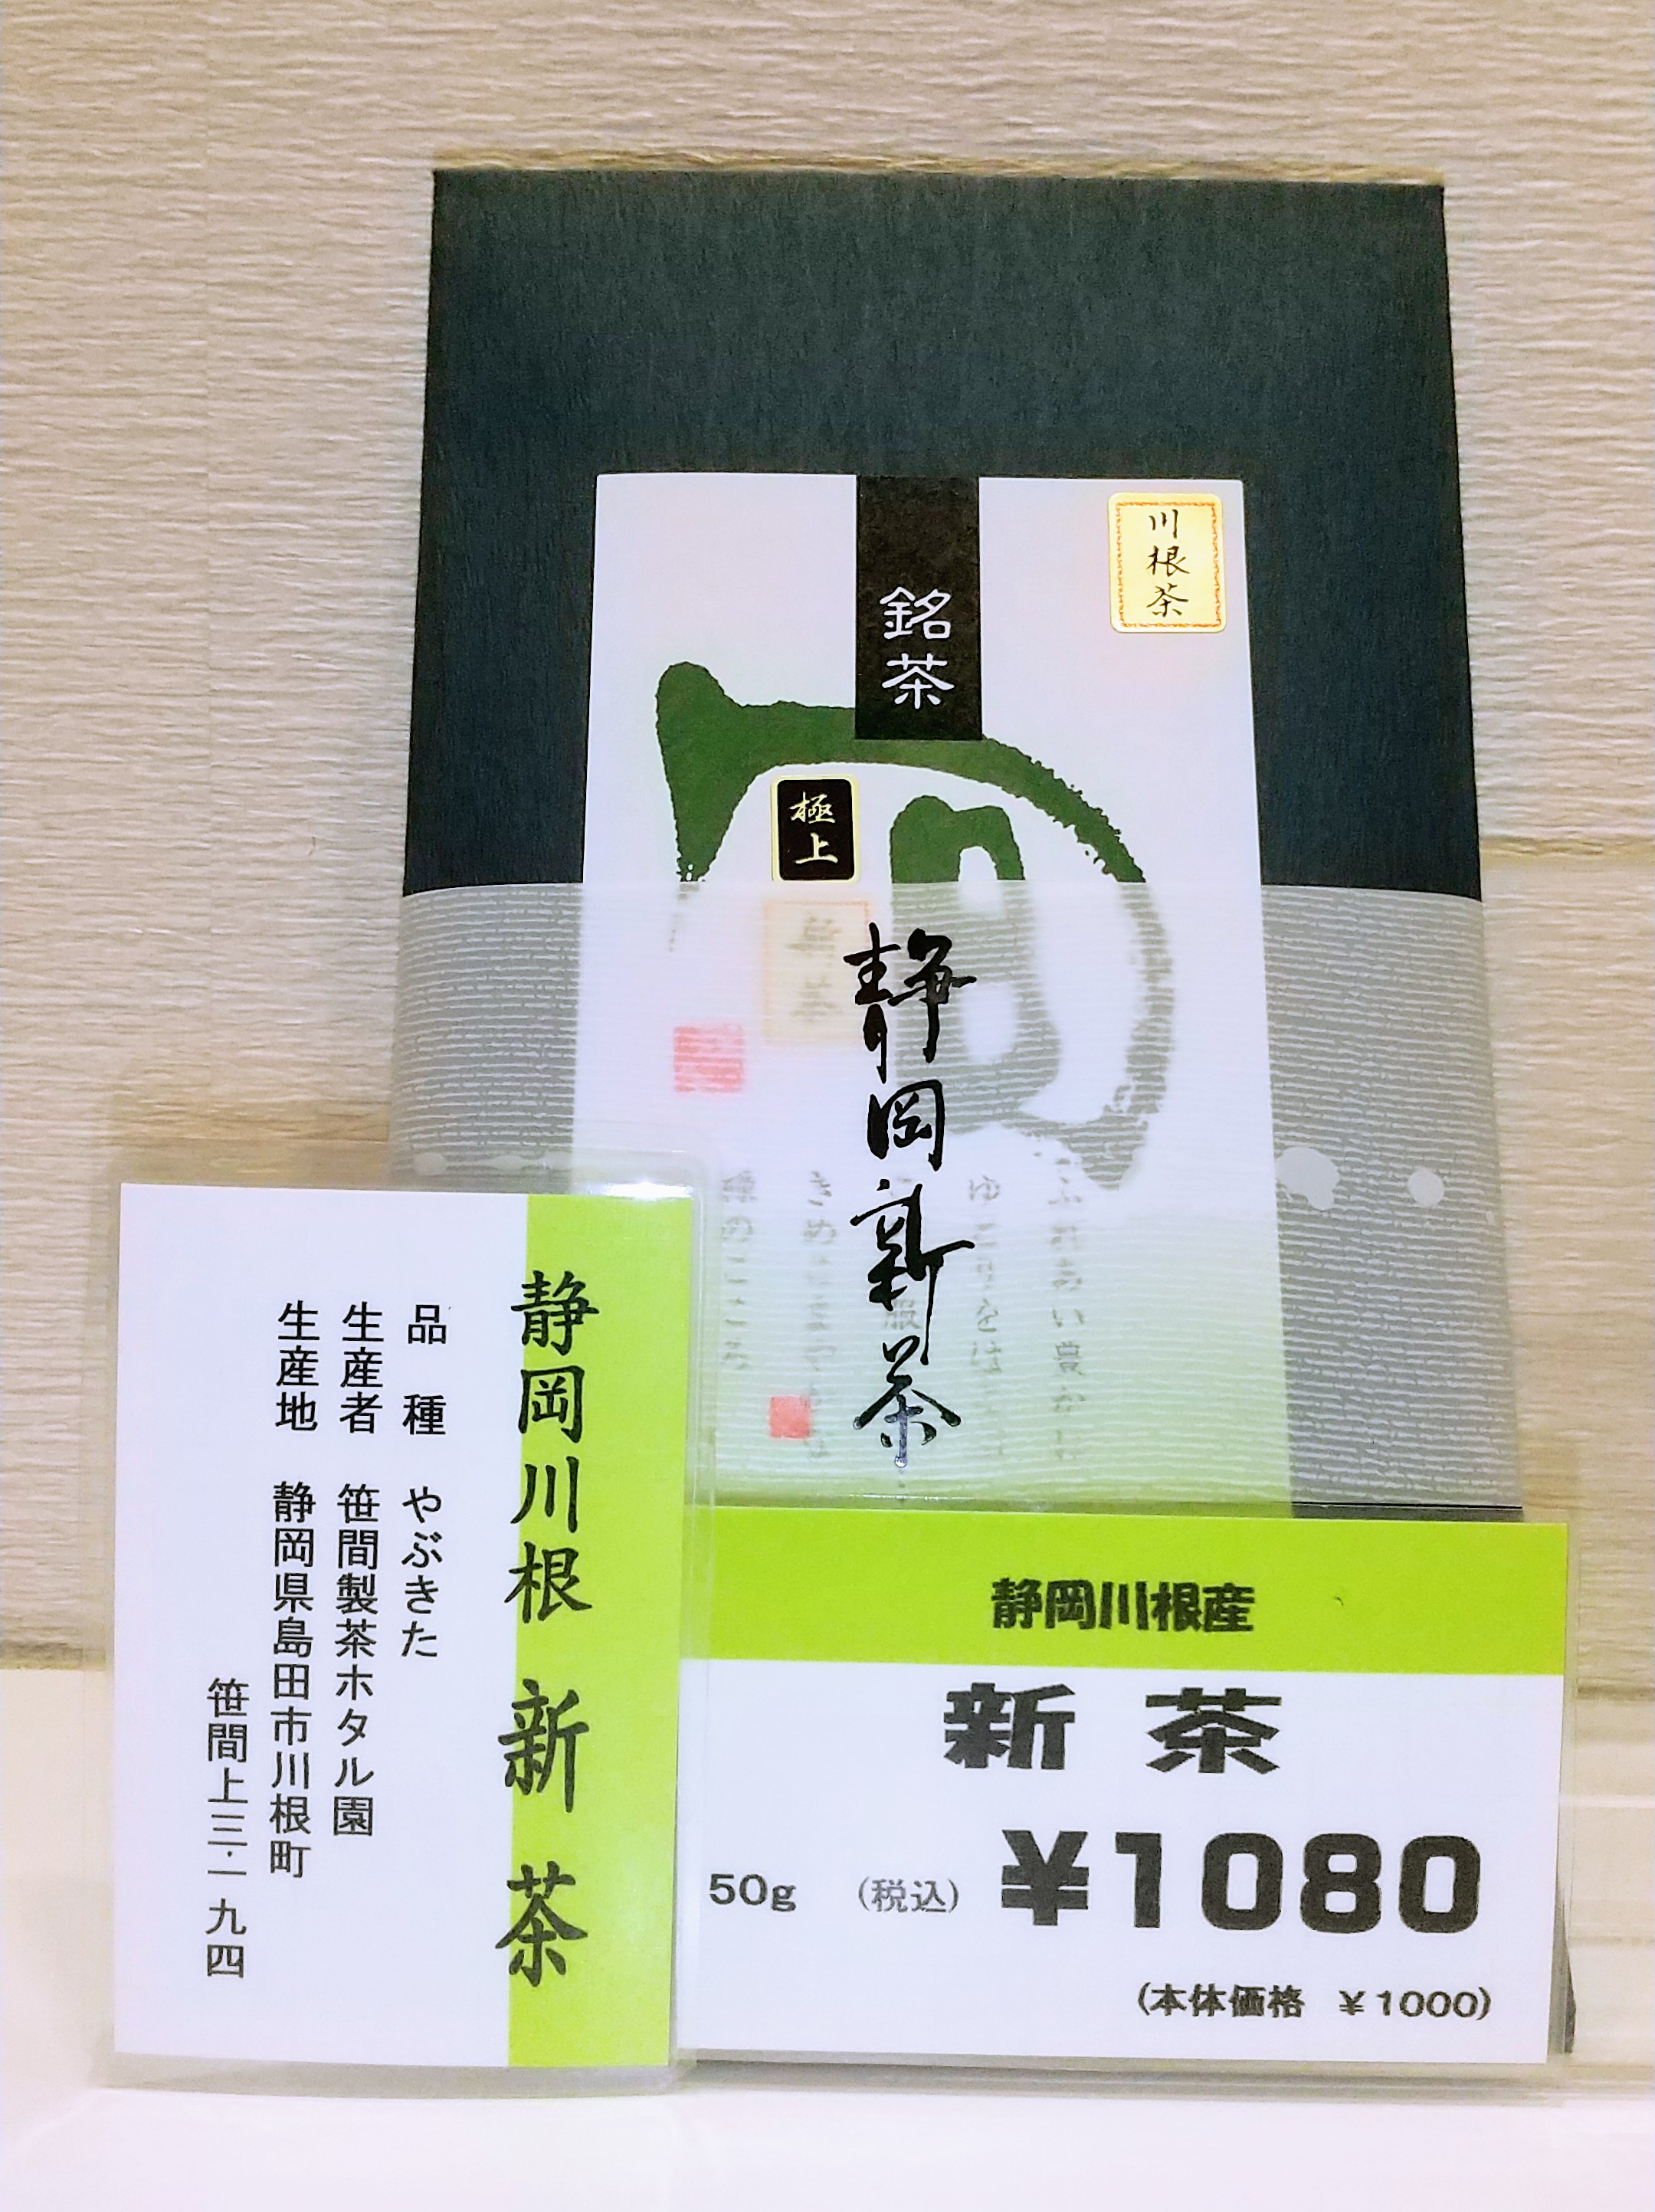 川根茶
銘茶
極上
新茶
静岡新茶
静岡川根 新茶
品種 やぶきた
生産者 笹間製茶ホタル園
生産地 静岡県島田市川根町
笹間上三・一九四
静岡川根産
新茶
50g (税込) ¥1080
(本体価格 ¥1000)